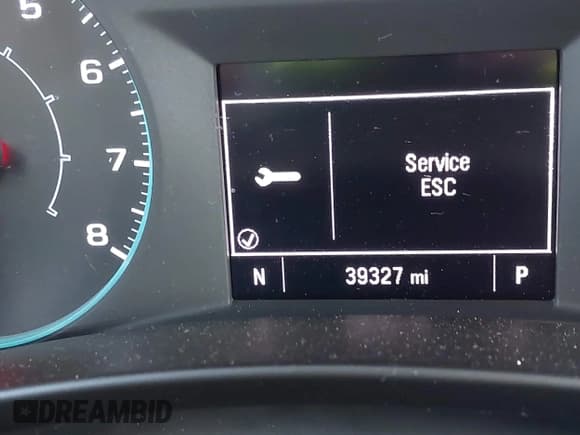 5
6
7
8
Service
ESC
N 39327 mi P
DREAMBID